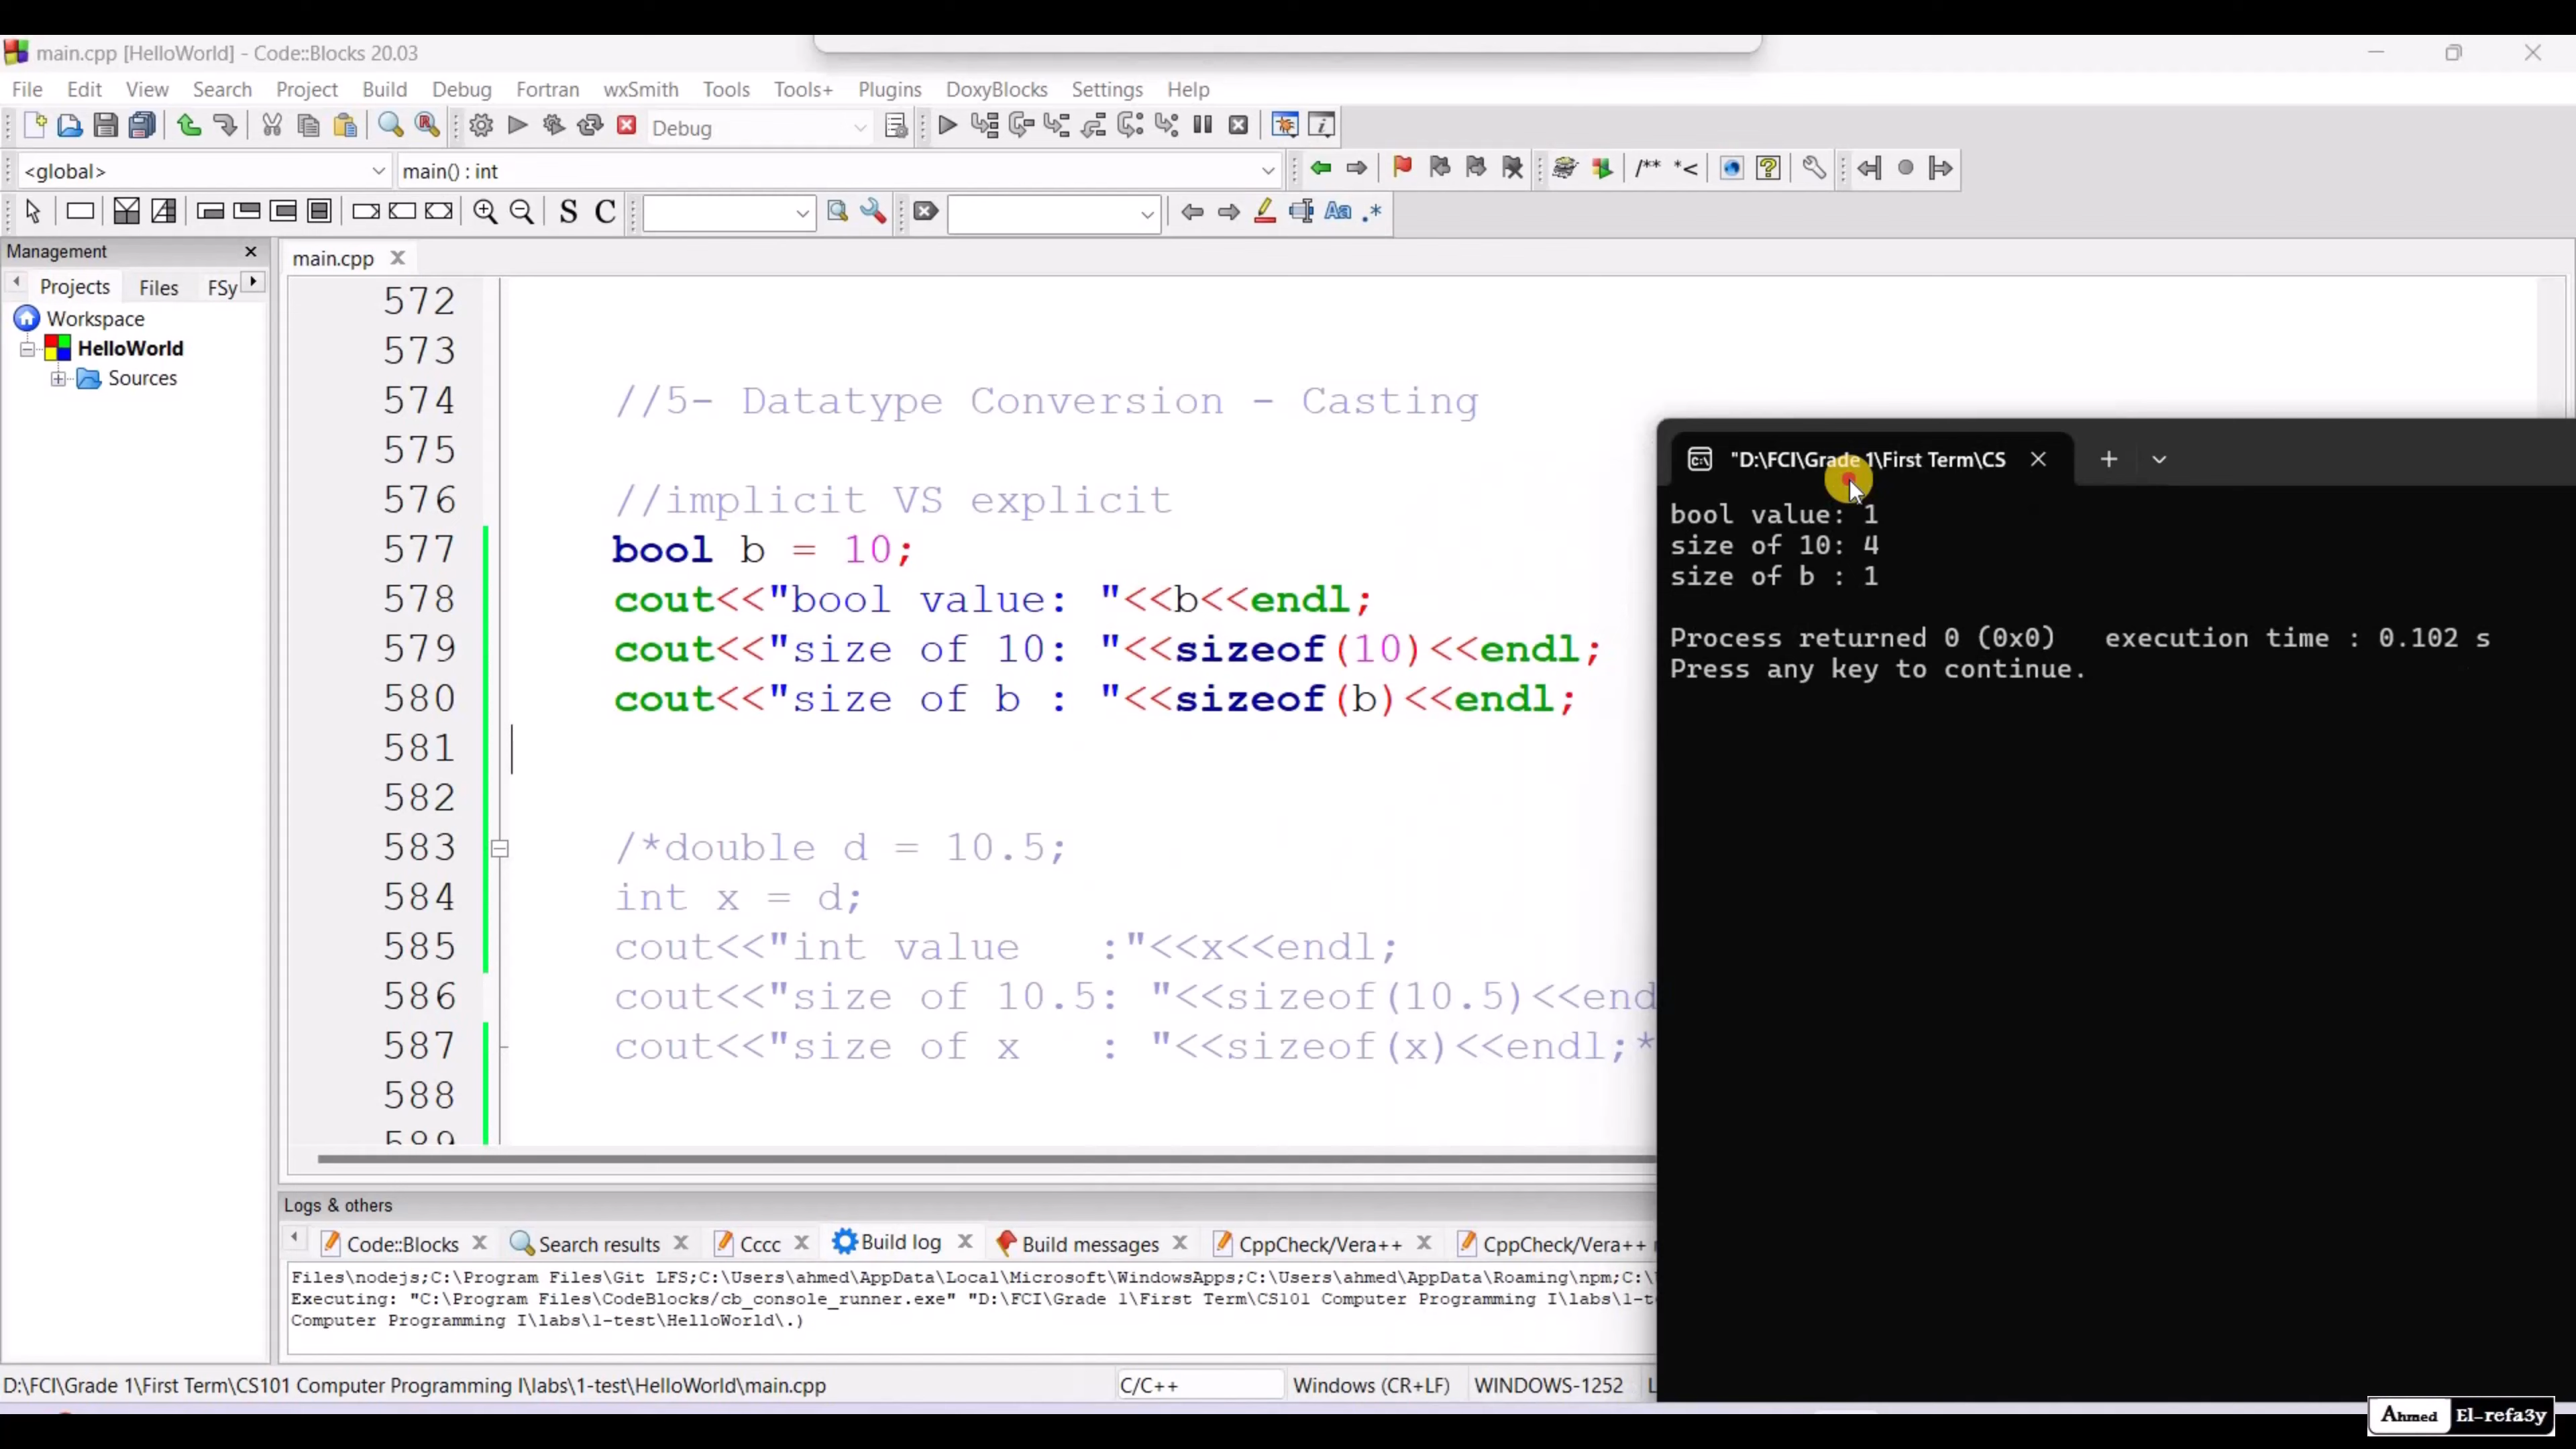 main.cpp [HelloWorld] - Code::Blocks 20.03
File Edit View Search Project Build Debug Fortran wxSmith Tools Tools+ Plugins DoxyBlocks Settings Help
Debug
<global> main() : int
/** *<
S C
Aa .*
Management
main.cpp
Projects Files FSy
Workspace
HelloWorld
Sources
572
573
574 //5- Datatype Conversion - Casting
575
576 //implicit VS explicit
577 bool b = 10;
578 cout<<"bool value: "<<b<<endl;
579 cout<<"size of 10: "<<sizeof(10)<<endl;
580 cout<<"size of b : "<<sizeof(b)<<endl;
581
582
583 /*double d = 10.5;
584 int x = d;
585 cout<<"int value   :"<<x<<endl;
586 cout<<"size of 10.5: "<<sizeof(10.5)<<end
587 cout<<"size of x   : "<<sizeof(x)<<endl;*
588
589
"D:\FCI\Grade 1\First Term\CS
bool value: 1
size of 10: 4
size of b : 1
Process returned 0 (0x0)   execution time : 0.102 s
Press any key to continue.
Logs & others
Code::Blocks Search results Cccc Build log Build messages CppCheck/Vera++ CppCheck/Vera++
Files\nodejs;C:\Program Files\Git LFS;C:\Users\ahmed\AppData\Local\Microsoft\WindowsApps;C:\Users\ahmed\AppData\Roaming\npm;C:\
Executing: "C:\Program Files\CodeBlocks/cb_console_runner.exe" "D:\FCI\Grade 1\First Term\CS101 Computer Programming I\labs\1-t
Computer Programming I\labs\1-test\HelloWorld\.)
D:\FCI\Grade 1\First Term\CS101 Computer Programming I\labs\1-test\HelloWorld\main.cpp C/C++ Windows (CR+LF) WINDOWS-1252
Ahmed El-refa3y